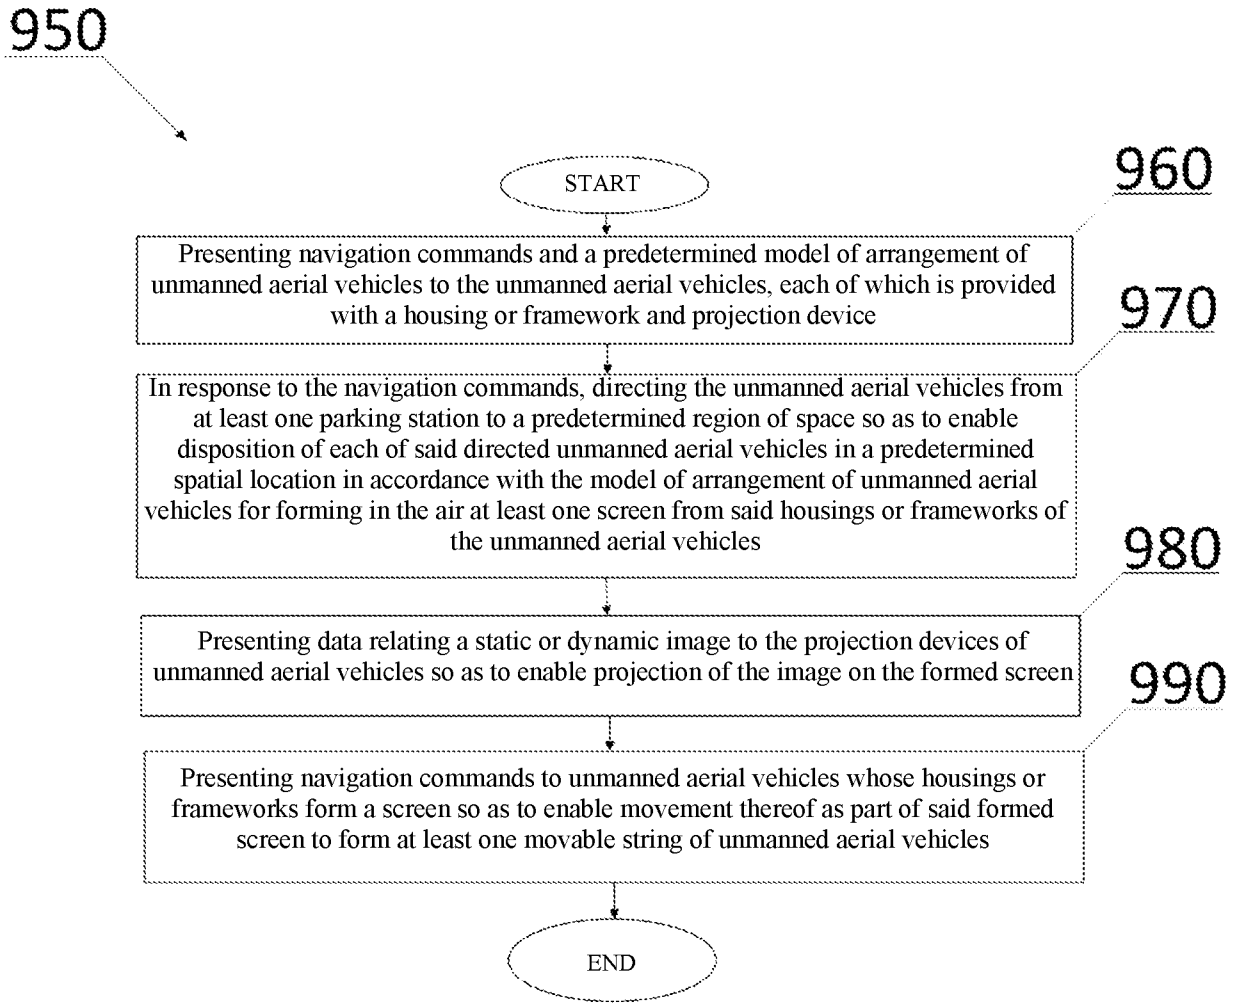 950
START
960
Presenting navigation commands and a predetermined model of arrangement of
unmanned aerial vehicles to the unmanned aerial vehicles, each of which is provided
with a housing or framework and projection device
970
In response to the navigation commands, directing the unmanned aerial vehicles from
at least one parking station to a predetermined region of space so as to enable
disposition of each of said directed unmanned aerial vehicles in a predetermined
spatial location in accordance with the model of arrangement of unmanned aerial
vehicles for forming in the air at least one screen from said housings or frameworks of
the unmanned aerial vehicles
980
Presenting data relating a static or dynamic image to the projection devices of
unmanned aerial vehicles so as to enable projection of the image on the formed screen
990
Presenting navigation commands to unmanned aerial vehicles whose housings or
frameworks form a screen so as to enable movement thereof as part of said formed
screen to form at least one movable string of unmanned aerial vehicles
END